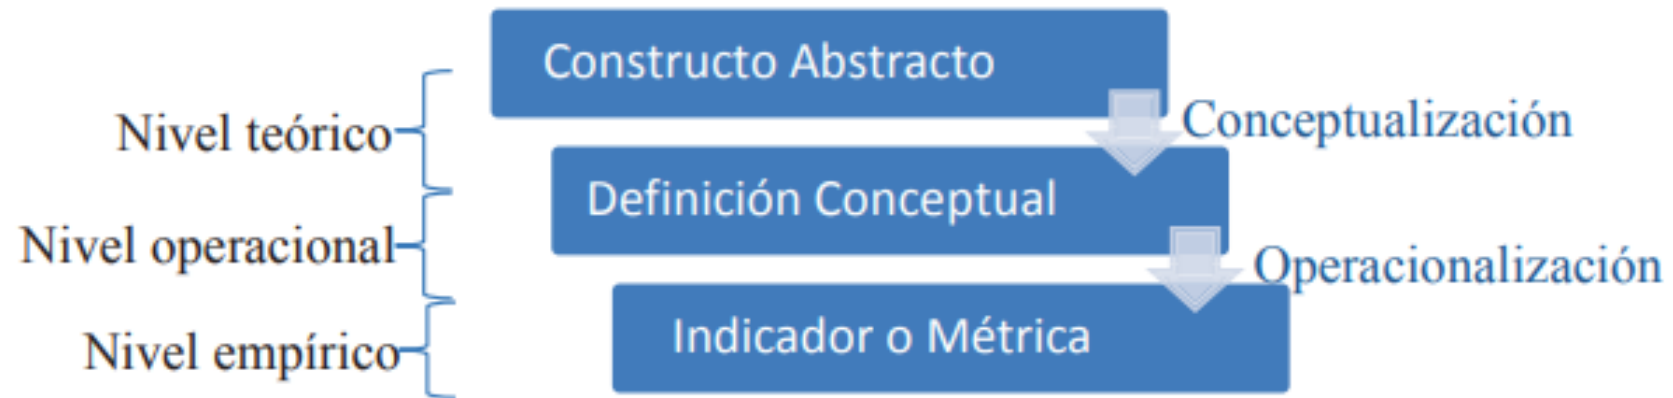 Constructo Abstracto
Nivel teórico
Conceptualización
Definición Conceptual
Nivel operacional
Operacionalización
Indicador o Métrica
Nivel empírico